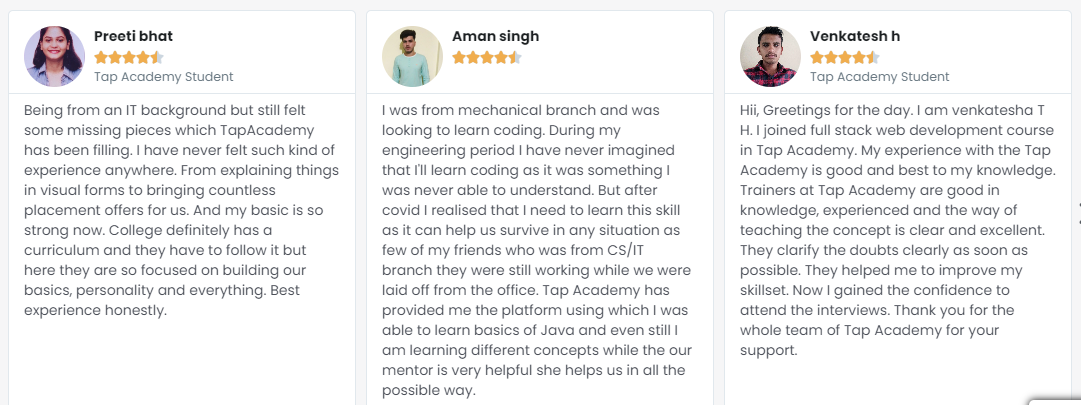 Preeti bhat
Tap Academy Student
Being from an IT background but still felt
some missing pieces which TapAcademy
has been filling. I have never felt such kind of
experience anywhere. From explaining things
in visual forms to bringing countless
placement offers for us. And my basic is so
strong now. College definitely has a
curriculum and they have to follow it but
here they are so focused on building our
basics, personality and everything. Best
experience honestly.
Aman singh
I was from mechanical branch and was
looking to learn coding. During my
engineering period I have never imagined
that I'll learn coding as it was something I
was never able to understand. But after
covid I realised that I need to learn this skill
as it can help us survive in any situation as
few of my friends who was from CS/IT
branch they were still working while we were
laid off from the office. Tap Academy has
provided me the platform using which I was
able to learn basics of Java and even still I
am learning different concepts while the our
mentor is very helpful she helps us in all the
possible way.
Venkatesh h
Tap Academy Student
Hii, Greetings for the day. I am venkatesha T
H. I joined full stack web development course
in Tap Academy. My experience with the Tap
Academy is good and best to my knowledge.
Trainers at Tap Academy are good in
knowledge, experienced and the way of
teaching the concept is clear and excellent.
They clarify the doubts clearly as soon as
possible. They helped me to improve my
skillset. Now I gained the confidence to
attend the interviews. Thank you for the
whole team of Tap Academy for your
support.